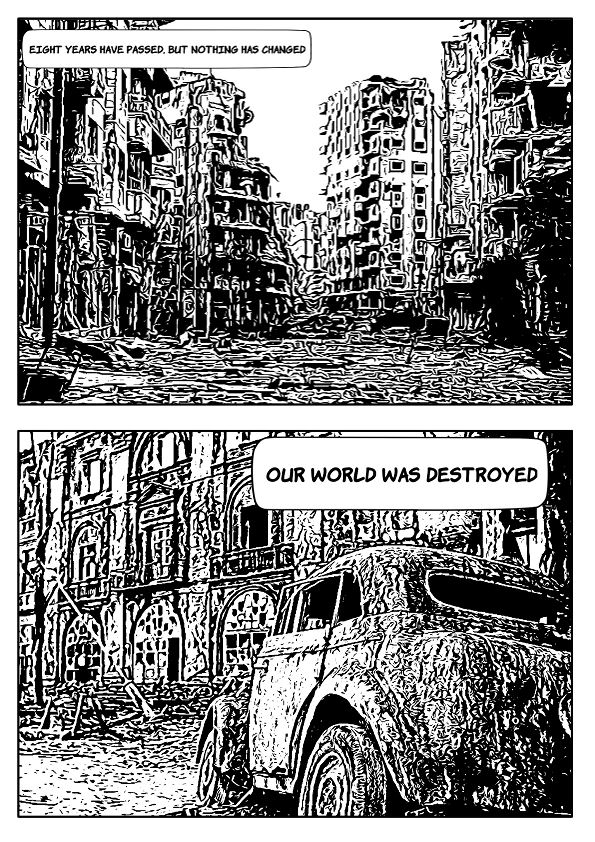 EIGHT YEARS HAVE PASSED, BUT NOTHING HAS CHANGED
OUR WORLD WAS DESTROYED